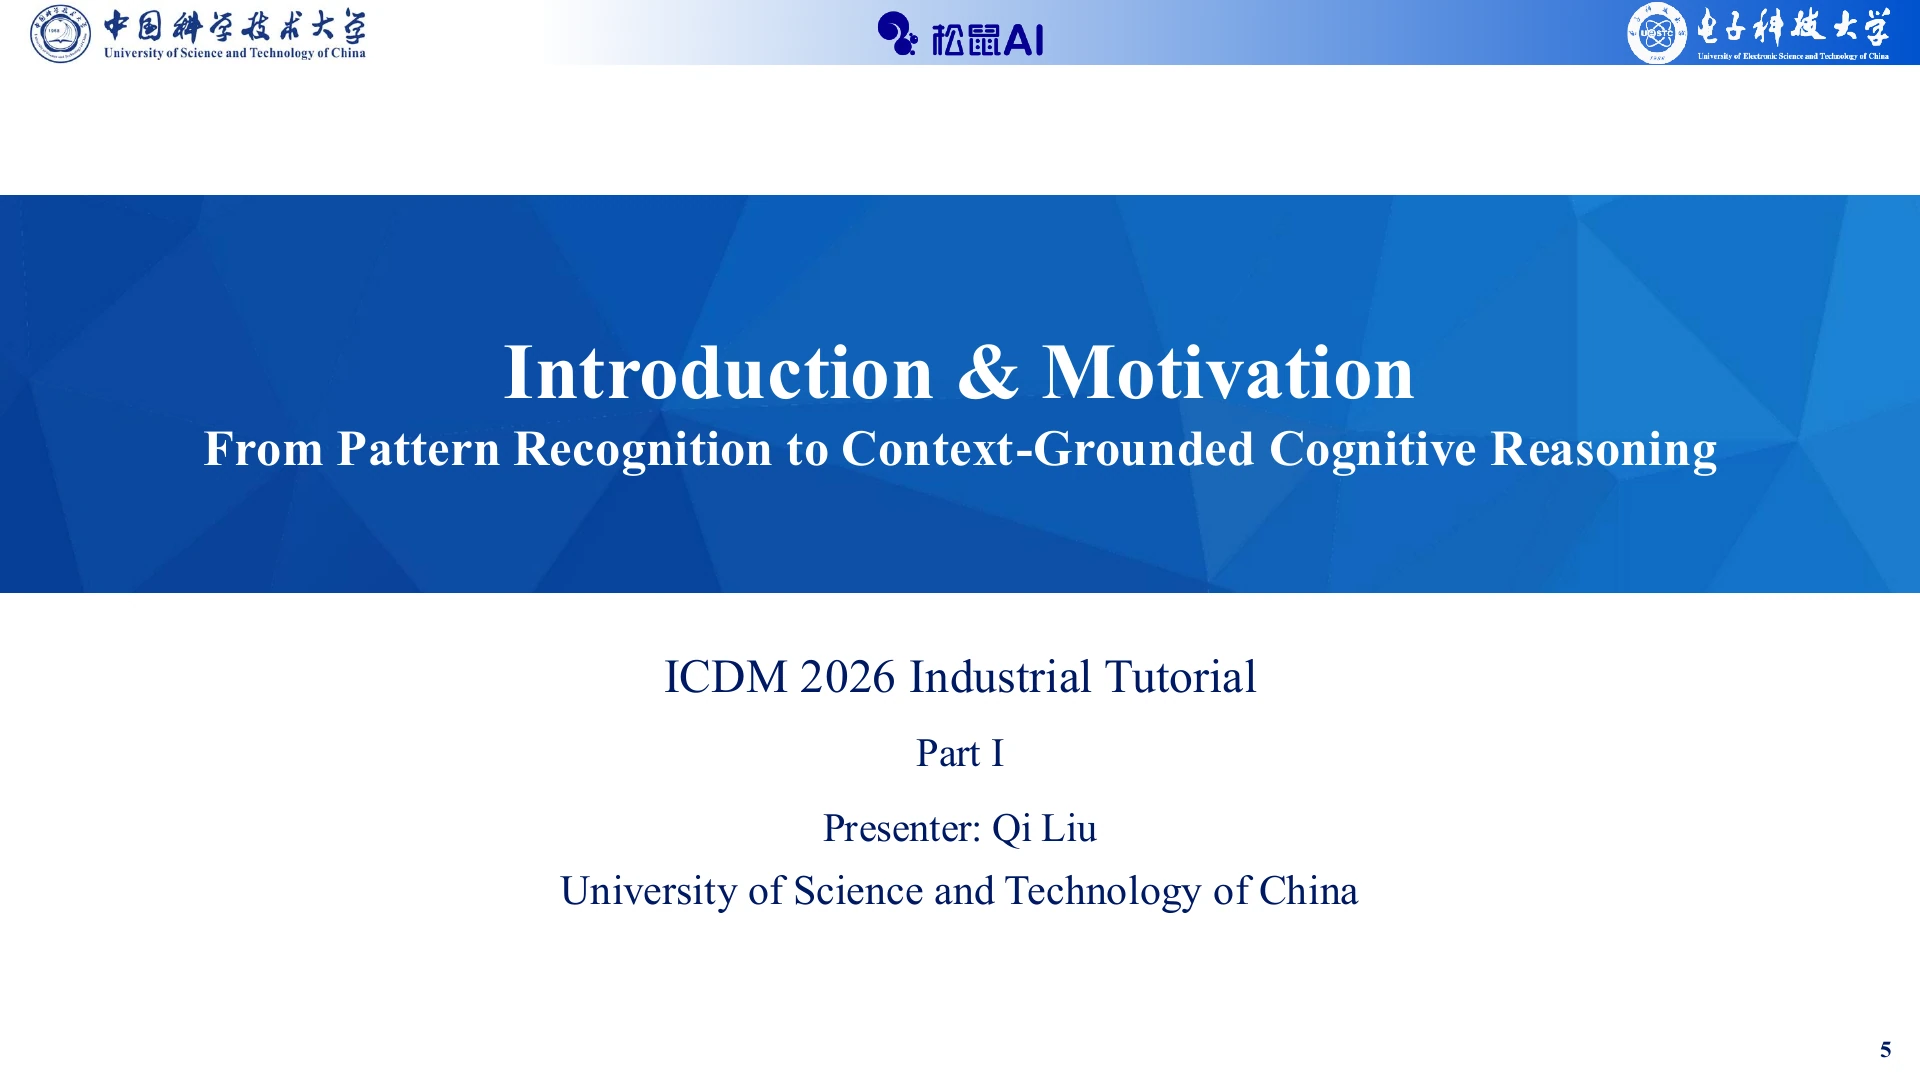 中国科学技术大学
University of Science and Technology of China
松鼠AI
电子科技大学
University of Electronic Science and Technology of China
Introduction & Motivation
From Pattern Recognition to Context-Grounded Cognitive Reasoning
ICDM 2026 Industrial Tutorial
Part I
Presenter: Qi Liu
University of Science and Technology of China
5